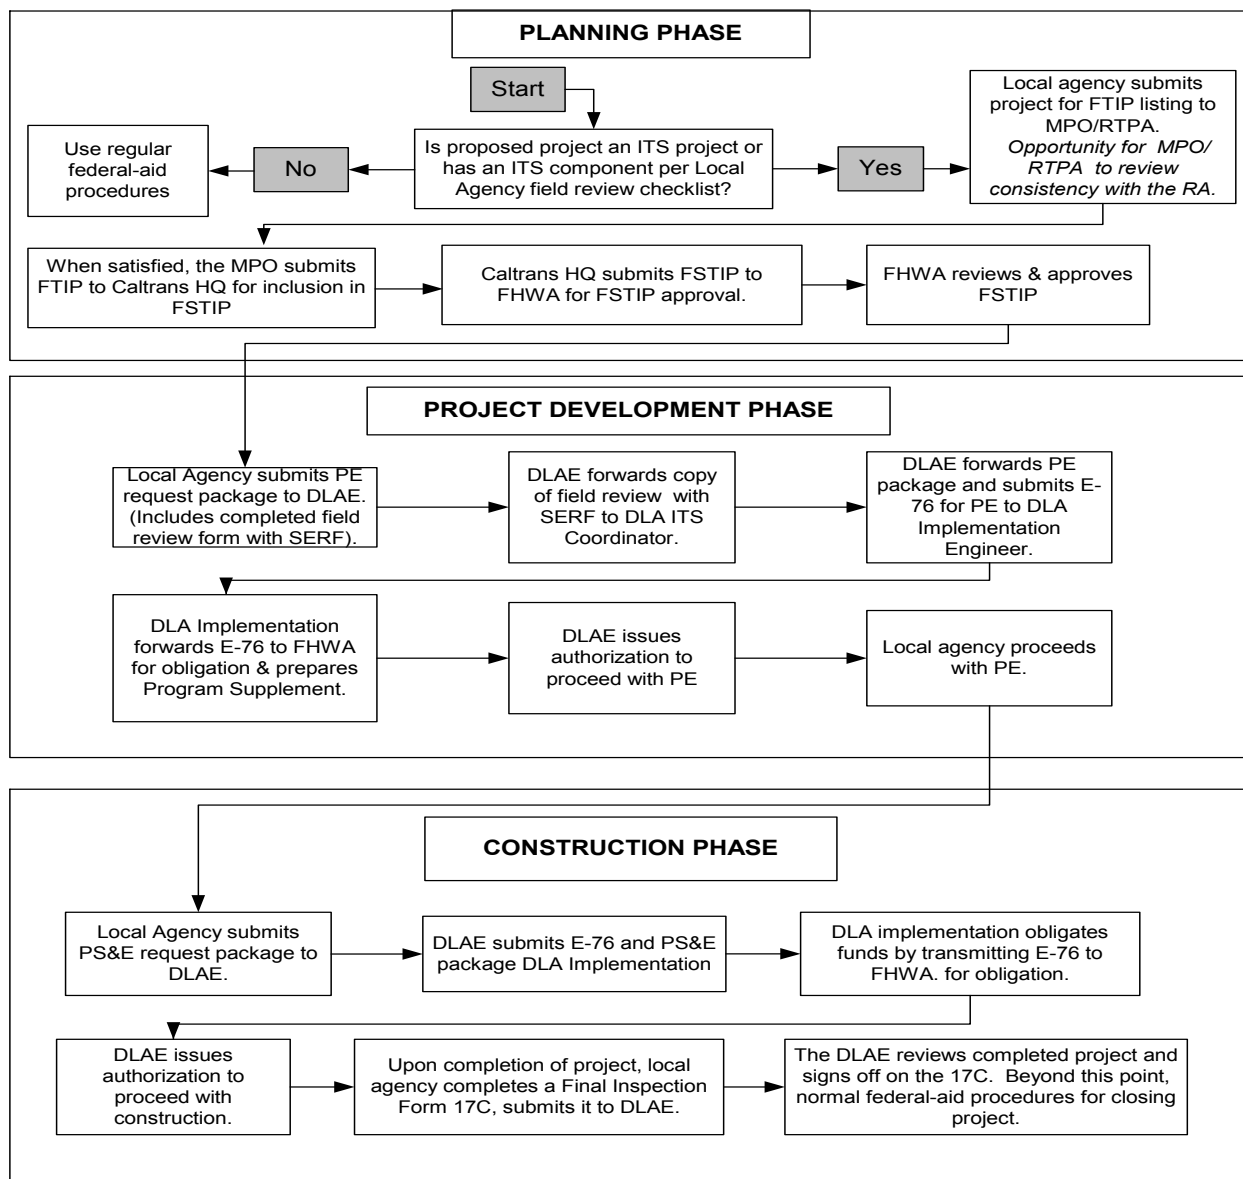 PLANNING PHASE
Start
Is proposed project an ITS project or
has an ITS component per Local
Agency field review checklist?
No
Use regular
federal-aid
procedures
Yes
Local agency submits
project for FTIP listing to
MPO/RTPA.
Opportunity for MPO/
RTPA to review
consistency with the RA.
When satisfied, the MPO submits
FTIP to Caltrans HQ for inclusion in
FSTIP
Caltrans HQ submits FSTIP to
FHWA for FSTIP approval.
FHWA reviews & approves
FSTIP
PROJECT DEVELOPMENT PHASE
Local Agency submits PE
request package to DLAE.
(Includes completed field
review form with SERF).
DLAE forwards copy
of field review with
SERF to DLA ITS
Coordinator.
DLAE forwards PE
package and submits E-
76 for PE to DLA
Implementation
Engineer.
DLA Implementation
forwards E-76 to FHWA
for obligation & prepares
Program Supplement.
DLAE issues
authorization to
proceed with PE
Local agency proceeds
with PE.
CONSTRUCTION PHASE
Local Agency submits
PS&E request package to
DLAE.
DLAE submits E-76 and PS&E
package DLA Implementation
DLA implementation obligates
funds by transmitting E-76 to
FHWA. for obligation.
DLAE issues
authorization to
proceed with
construction.
Upon completion of project, local
agency completes a Final Inspection
Form 17C, submits it to DLAE.
The DLAE reviews completed project and
signs off on the 17C. Beyond this point,
normal federal-aid procedures for closing
project.